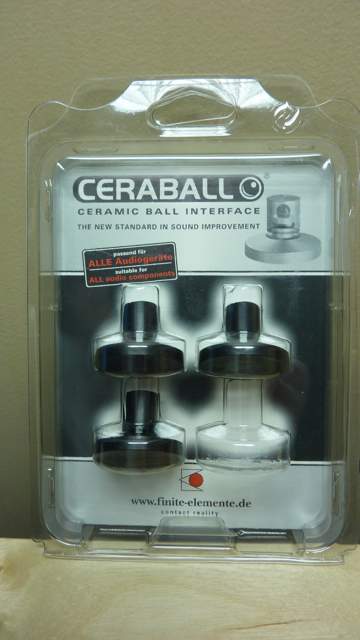 CERABALL®
CERAMIC BALL INTERFACE
THE NEW STANDARD IN SOUND IMPROVEMENT
passend für
ALLE Audiogeräte
suitable for
ALL audio components
www.finite-elemente.de
contact reality